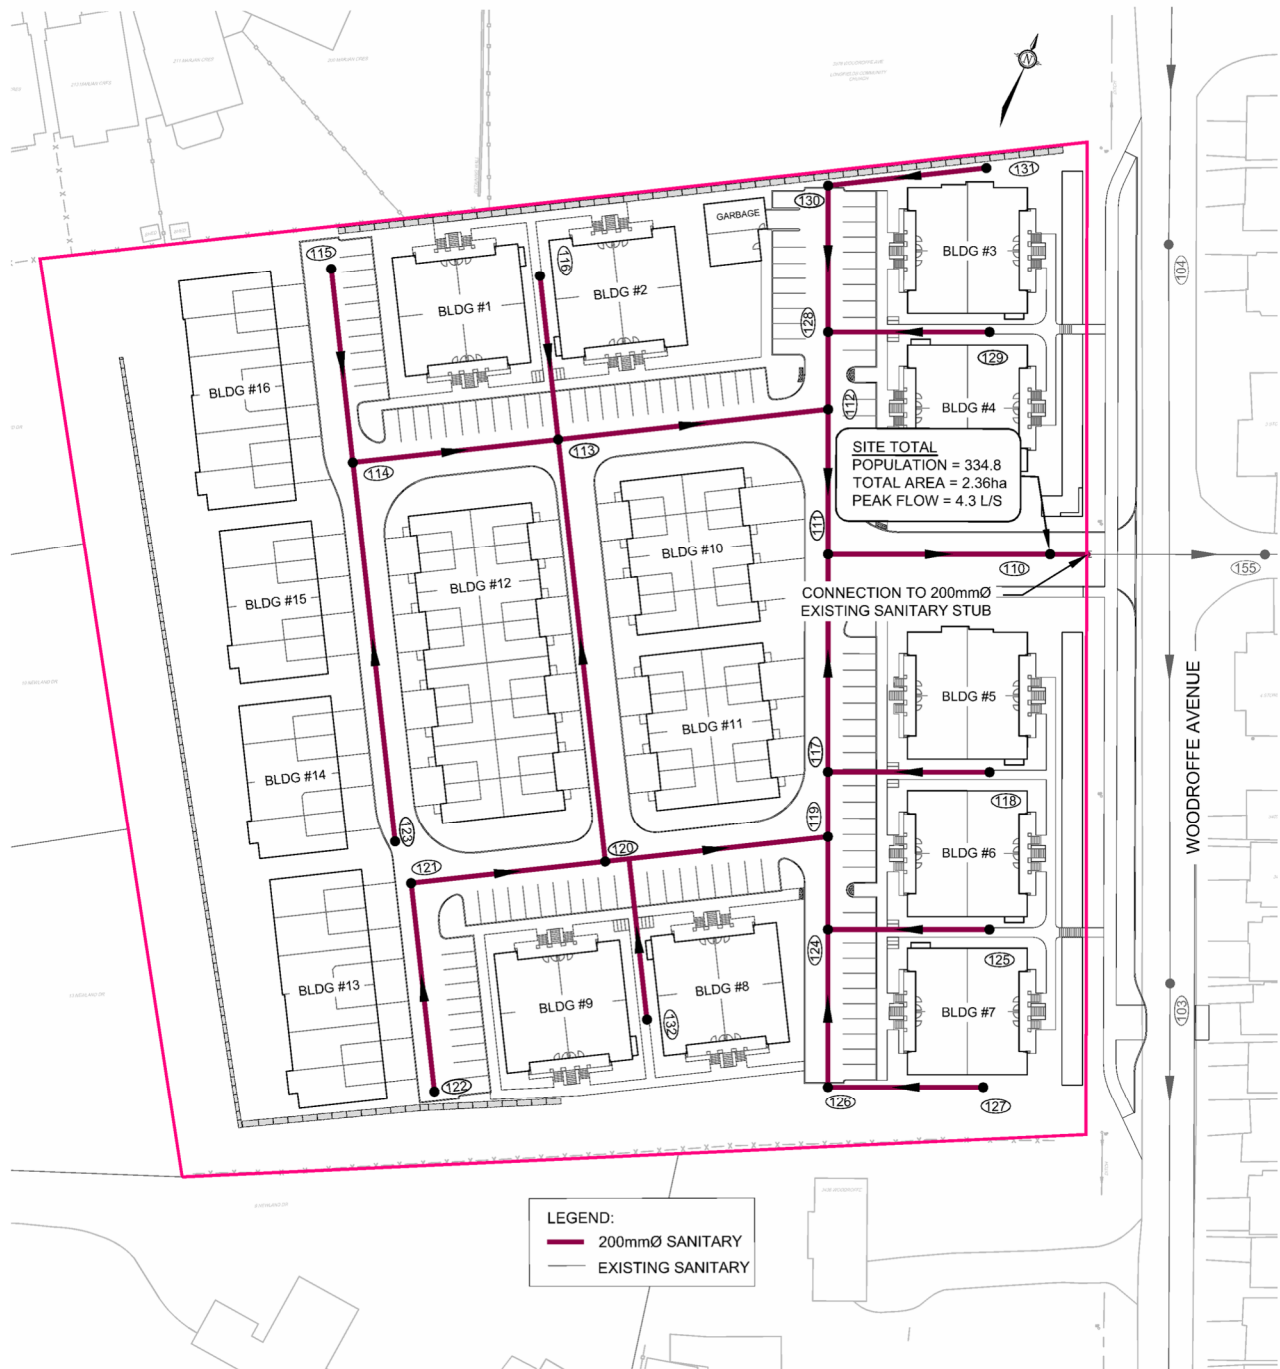 N
131
130
GARBAGE
115
116
BLDG #3
104
BLDG #2
BLDG #1
128
129
BLDG #16
112
BLDG #4
113
114
SITE TOTAL
POPULATION = 334.8
TOTAL AREA = 2.36ha
PEAK FLOW = 4.3 L/S
111
BLDG #10
110
155
BLDG #12
CONNECTION TO 200mmØ
EXISTING SANITARY STUB
BLDG #15
BLDG #5
BLDG #11
WOODROFFE AVENUE
117
BLDG #14
118
119
123
120
121
BLDG #6
124
125
BLDG #13
BLDG #8
BLDG #9
103
BLDG #7
132
122
126
127
LEGEND:
200mmØ SANITARY
EXISTING SANITARY